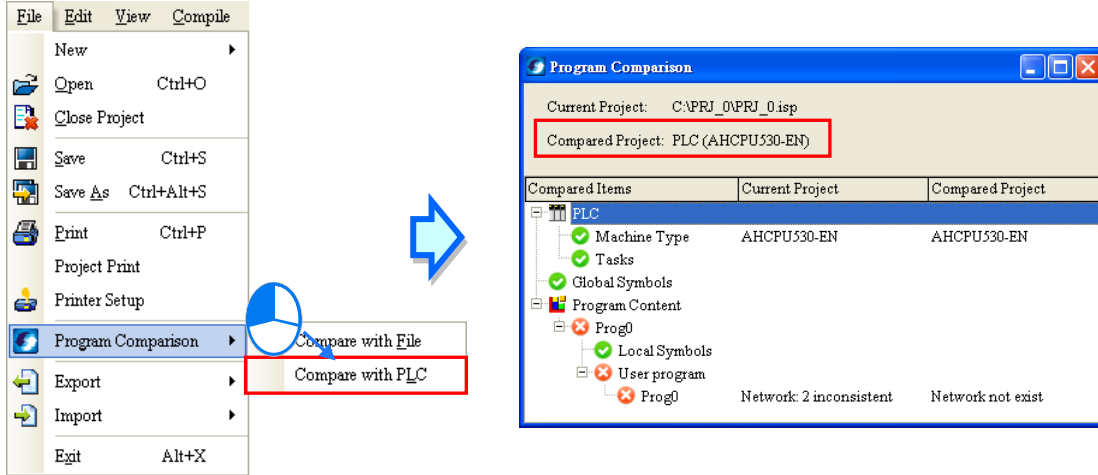 File Edit View Compile
New
Open Ctrl+O
Close Project
Save Ctrl+S
Save As Ctrl+Alt+S
Print Ctrl+P
Project Print
Printer Setup
Program Comparison
Compare with File
Compare with PLC
Export
Import
Exit Alt+X
Program Comparison
Current Project: C:\PRJ_0\PRJ_0.isp
Compared Project: PLC (AHCPU530-EN)
Compared Items Current Project Compared Project
PLC
Machine Type AHCPU530-EN AHCPU530-EN
Tasks
Global Symbols
Program Content
Prog0
Local Symbols
User program
Prog0 Network: 2 inconsistent Network not exist